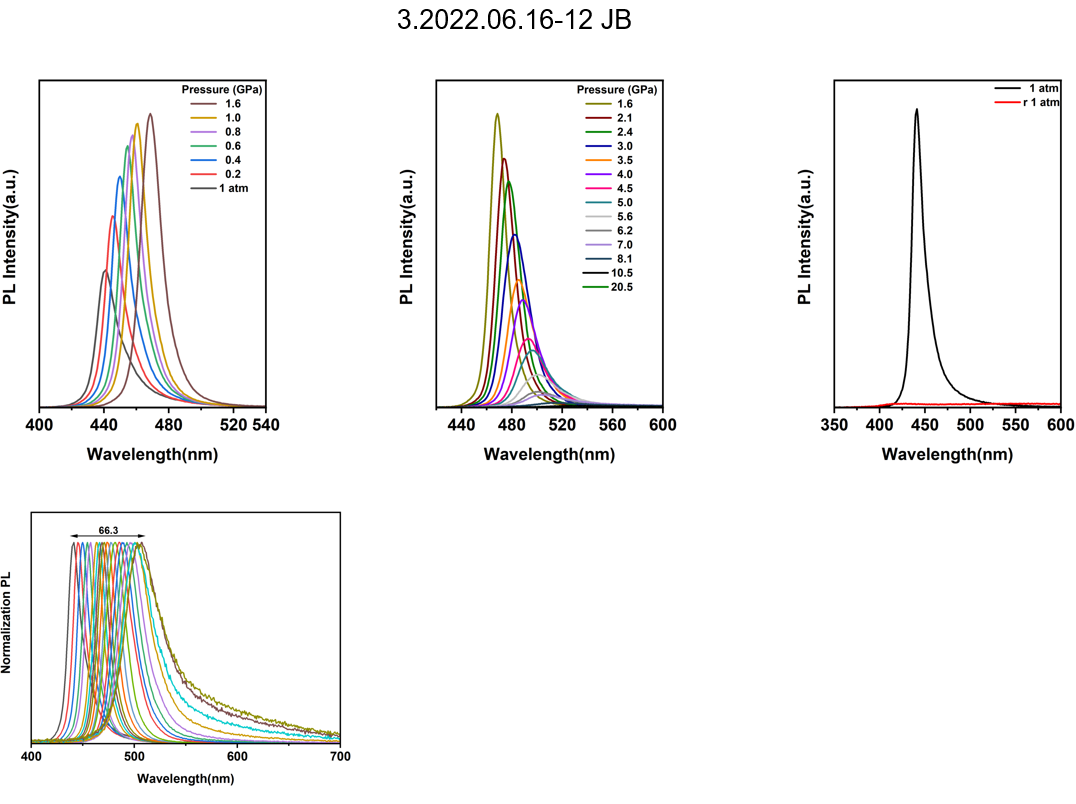 3.2022.06.16-12 JB
PL Intensity(a.u.)
Pressure (GPa)
1.6
1.0
0.8
0.6
0.4
0.2
1 atm
400 440 480 520 540
Wavelength(nm)
PL Intensity(a.u.)
Pressure (GPa)
1.6
2.1
2.4
3.0
3.5
4.0
4.5
5.0
5.6
6.2
7.0
8.1
10.5
20.5
440 480 520 560 600
Wavelength(nm)
PL Intensity(a.u.)
1 atm
r 1 atm
350 400 450 500 550 600
Wavelength(nm)
Normalization PL
66.3
400 500 600 700
Wavelength(nm)